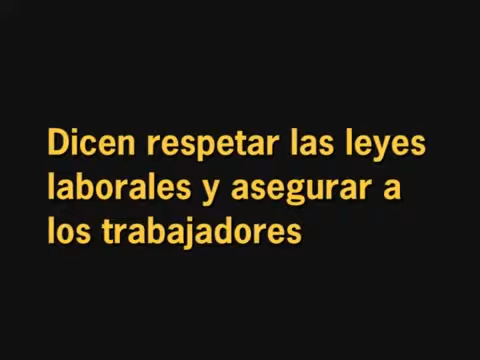 Dicen respetar las leyes
laborales y asegurar a
los trabajadores